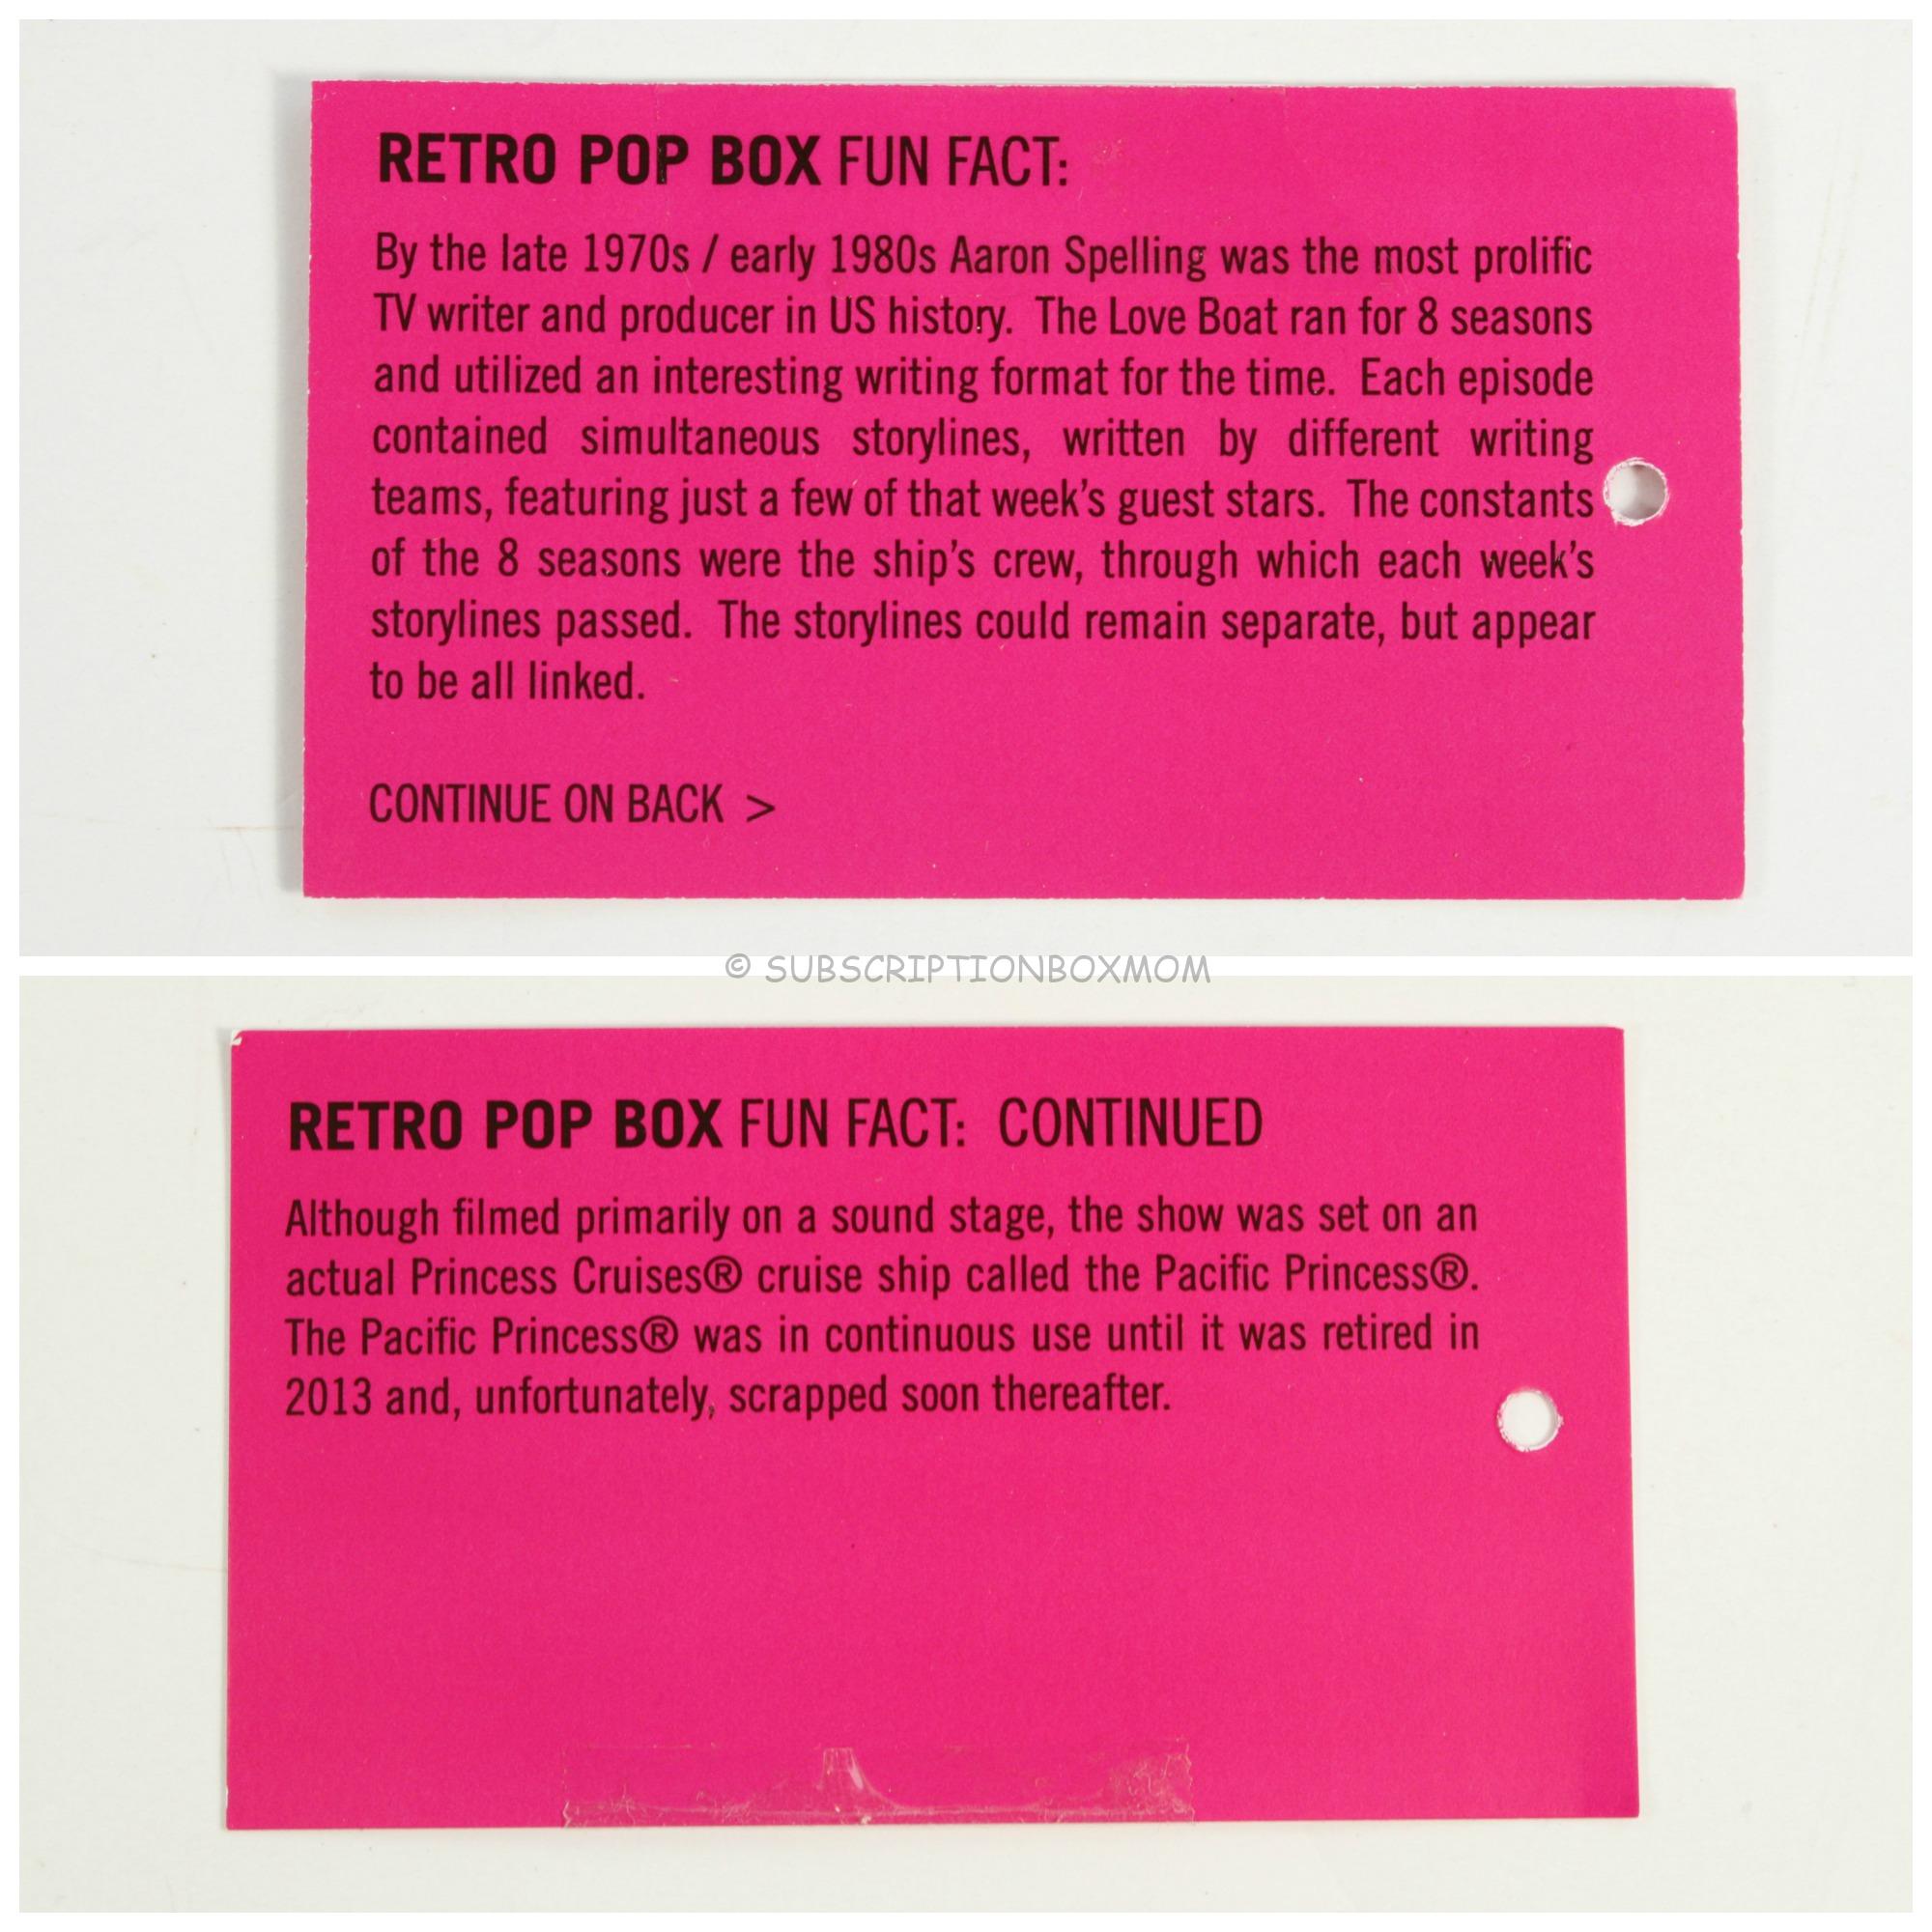 RETRO POP BOX FUN FACT:
By the late 1970s / early 1980s Aaron Spelling was the most prolific
TV writer and producer in US history. The Love Boat ran for 8 seasons
and utilized an interesting writing format for the time. Each episode
contained simultaneous storylines, written by different writing
teams, featuring just a few of that week's guest stars. The constants
of the 8 seasons were the ship's crew, through which each week's
storylines passed. The storylines could remain separate, but appear
to be all linked.
CONTINUE ON BACK >
© SUBSCRIPTIONBOXMOM
RETRO POP BOX FUN FACT: CONTINUED
Although filmed primarily on a sound stage, the show was set on an
actual Princess Cruises® cruise ship called the Pacific Princess®.
The Pacific Princess® was in continuous use until it was retired in
2013 and, unfortunately, scrapped soon thereafter.